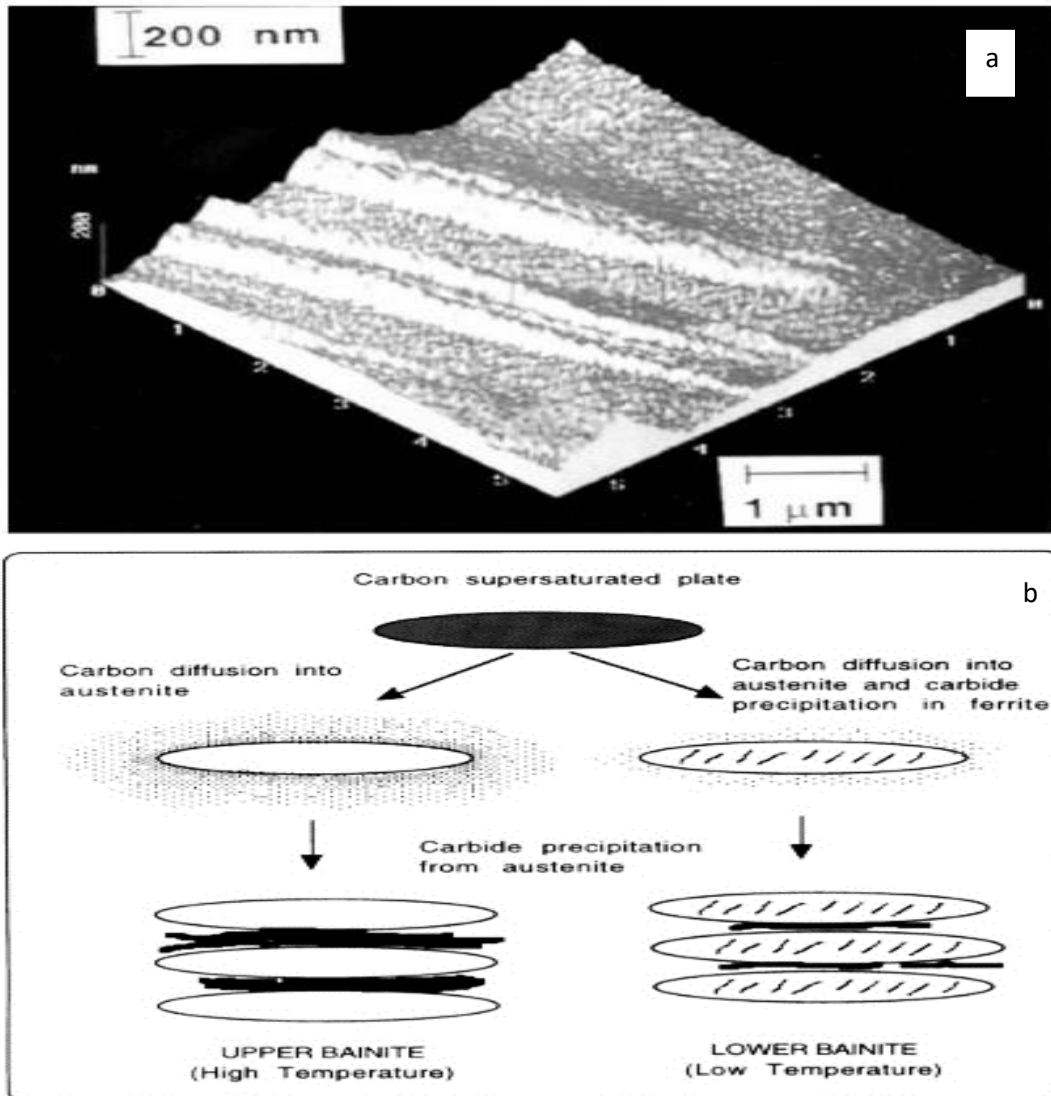 200 nm
a
nm
200
0
1
2
3
4
5
1
2
3
4
5
1 μm
b
Carbon supersaturated plate
Carbon diffusion into
austenite
Carbon diffusion into
austenite and carbide
precipitation in ferrite
Carbide precipitation
from austenite
UPPER BAINITE
(High Temperature)
LOWER BAINITE
(Low Temperature)